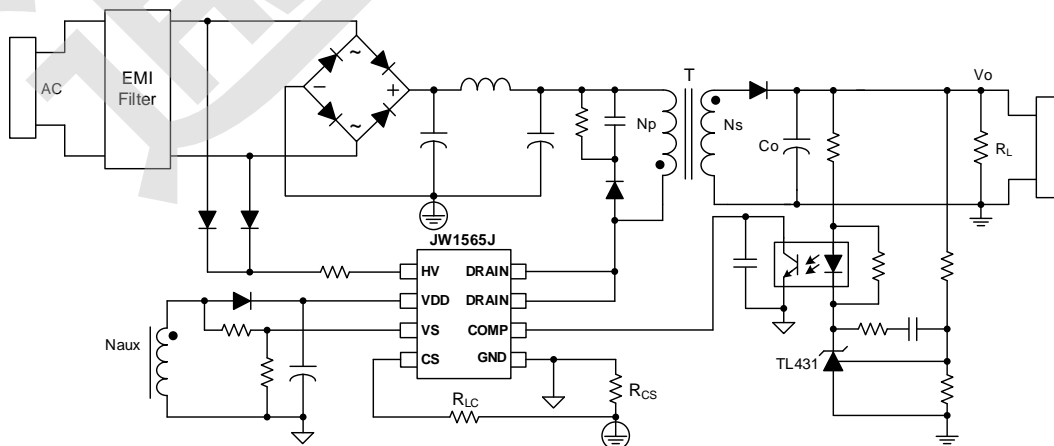 AC
EMI
Filter
~
~
−
+
T
Np
Ns
Co
Vo
RL
JW1565J
HV
DRAIN
VDD
DRAIN
VS
COMP
CS
GND
Naux
RLC
RCS
TL431